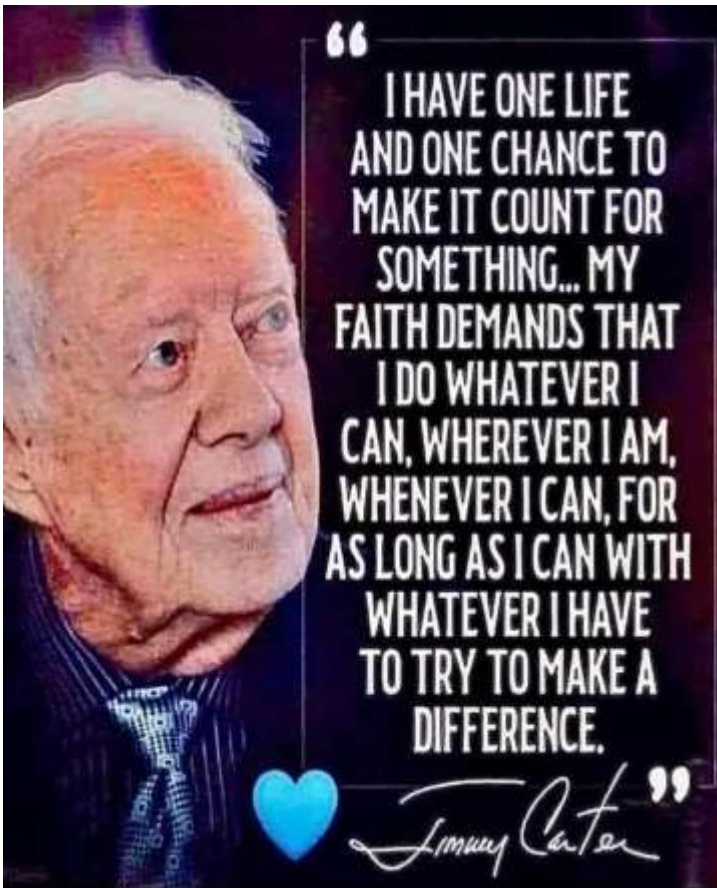 “
I HAVE ONE LIFE
AND ONE CHANCE TO
MAKE IT COUNT FOR
SOMETHING... MY
FAITH DEMANDS THAT
I DO WHATEVER I
CAN, WHEREVER I AM,
WHENEVER I CAN, FOR
AS LONG AS I CAN WITH
WHATEVER I HAVE
TO TRY TO MAKE A
DIFFERENCE.
”
Jimmy Carter